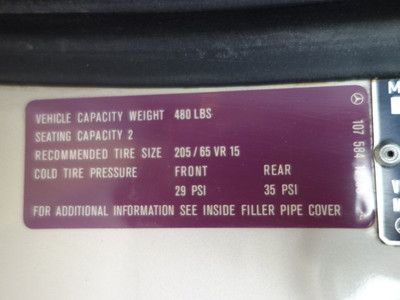 VEHICLE CAPACITY WEIGHT 480 LBS
SEATING CAPACITY 2
RECOMMENDED TIRE SIZE 205/65 VR 15
COLD TIRE PRESSURE FRONT REAR
29 PSI 35 PSI
FOR ADDITIONAL INFORMATION SEE INSIDE FILLER PIPE COVER
107 584
M
V
M